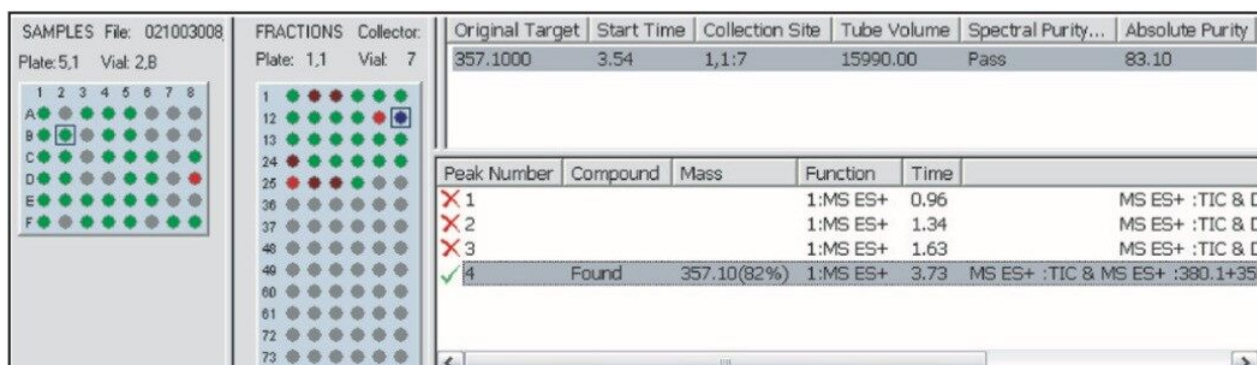 SAMPLES File: 021003008
Plate: 5,1 Vial: 2,B
1 2 3 4 5 6 7 8
A
B
C
D
E
F
FRACTIONS Collector:
Plate: 1,1 Vial: 7
1
12
13
24
25
36
37
48
49
60
61
72
73
Original Target Start Time Collection Site Tube Volume Spectral Purity... Absolute Purity
357.1000 3.54 1,1:7 15990.00 Pass 83.10
Peak Number Compound Mass Function Time
1 1:MS ES+ 0.96 MS ES+ :TIC &
2 1:MS ES+ 1.34 MS ES+ :TIC &
3 1:MS ES+ 1.63 MS ES+ :TIC &
4 Found 357.10(82%) 1:MS ES+ 3.73 MS ES+ :TIC & MS ES+ :380.1+35